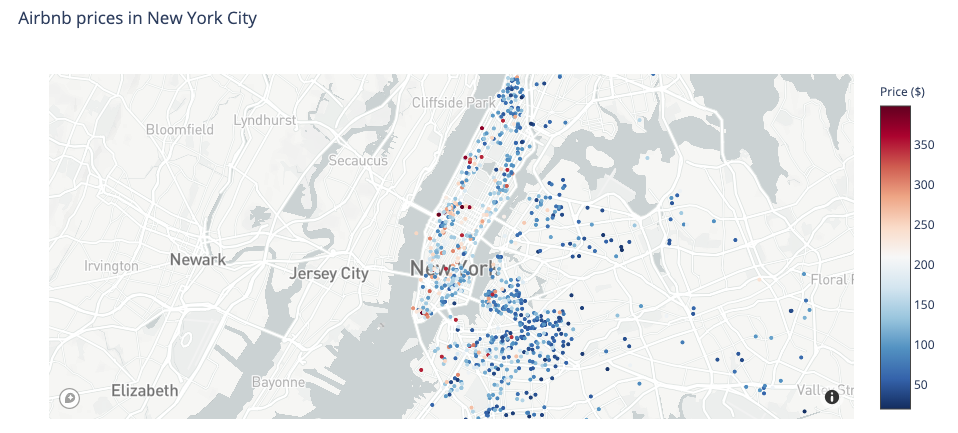 Airbnb prices in New York City
Price ($)
Cliffside Park
Lyndhurst
Bloomfield
350
Secaucus
300
250
Newark
Irvington
New York
200
Jersey City
Floral
150
100
Bayonne
50
Elizabeth
Valle Str
i